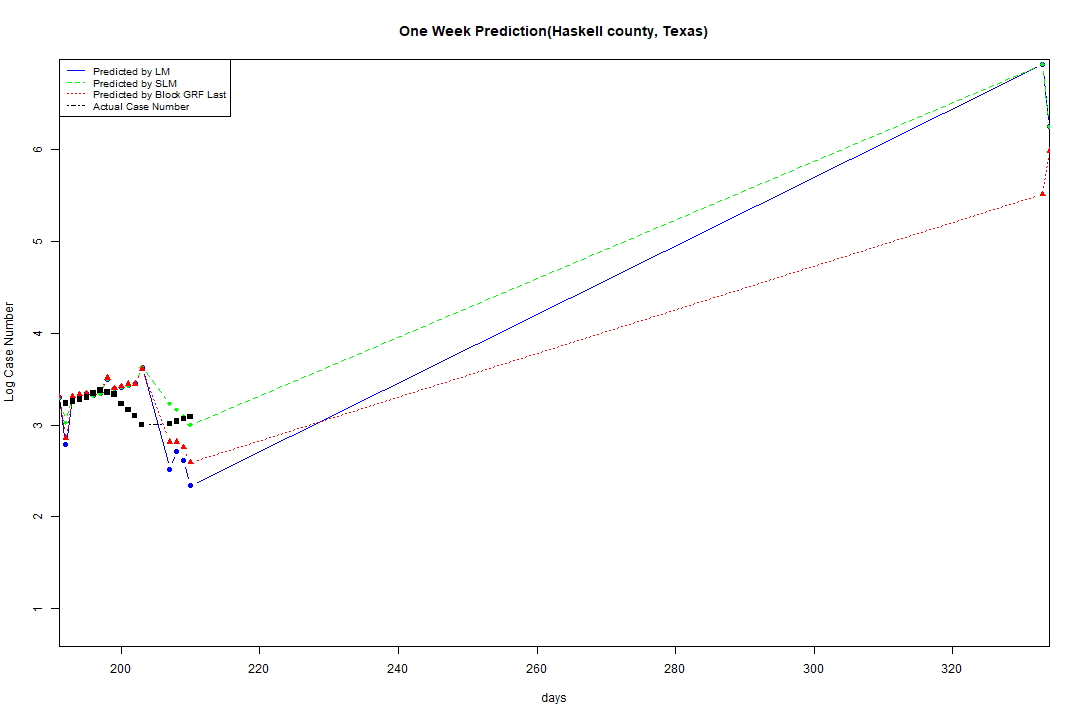 One Week Prediction(Haskell county, Texas)
Predicted by LM
Predicted by SLM
Predicted by Block GRF Last
Actual Case Number
6
5
4
3
2
1
Log Case Number
200 220 240 260 280 300 320
days